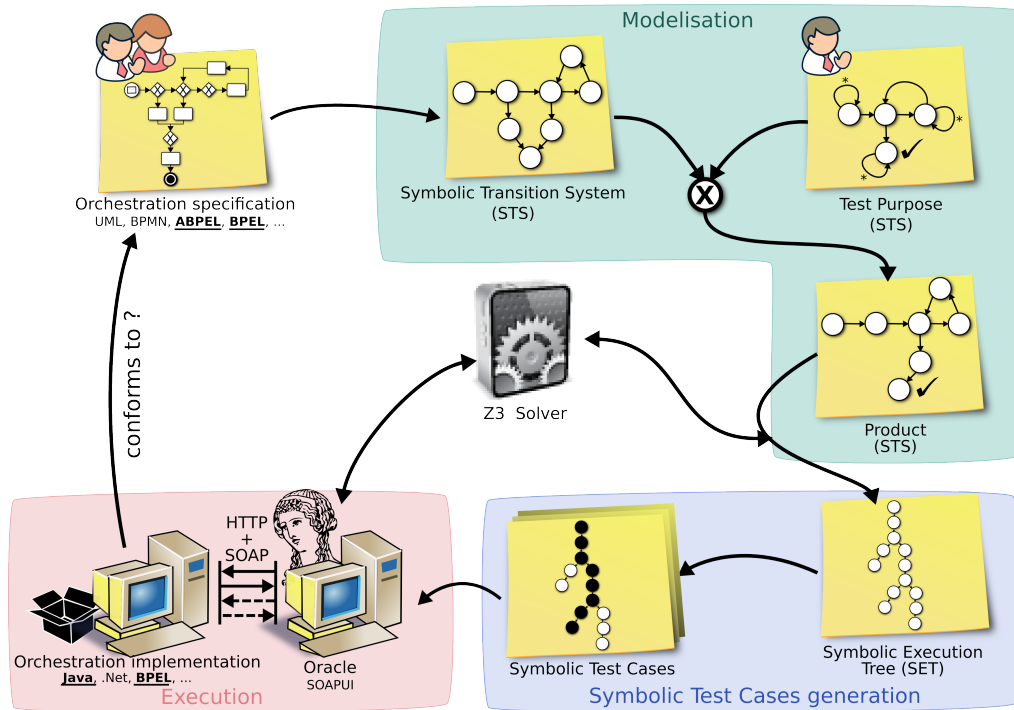 Modelisation
Orchestration specification
UML, BPMN, ABPEL, BPEL, ...
Symbolic Transition System
(STS)
*
*
*
Test Purpose
(STS)
X
conforms to ?
Z3 Solver
Product
(STS)
HTTP
+
SOAP
Orchestration implementation
Java, .Net, BPEL, ...
Oracle
SOAPUI
Execution
Symbolic Test Cases
Symbolic Execution
Tree (SET)
Symbolic Test Cases generation